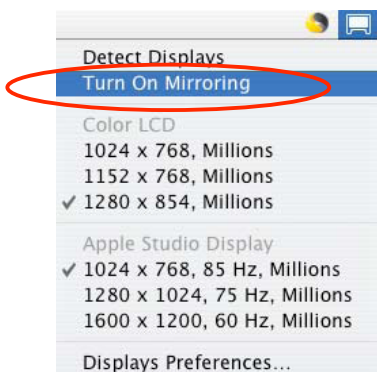 Detect Displays
Turn On Mirroring
Color LCD
1024 x 768, Millions
1152 x 768, Millions
✓ 1280 x 854, Millions
Apple Studio Display
✓ 1024 x 768, 85 Hz, Millions
1280 x 1024, 75 Hz, Millions
1600 x 1200, 60 Hz, Millions
Displays Preferences...